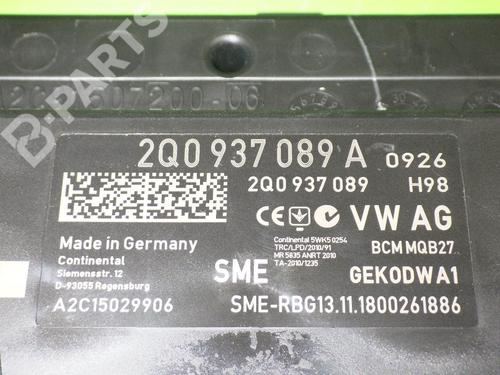 B-PARTS
2Q0 937 089 A 0926
2Q0 937 089 H98
CE VW AG
Continental 5WK5 0254
TRC/LPD/2010/91
MR 5835 ANRT 2010
TA-2010/1235
BCM MQB27
Made in Germany
Continental
Siemensstr. 12
D-93055 Regensburg
SME
GEKODWA1
A2C15029906
SME-RBG13.11.1800261886